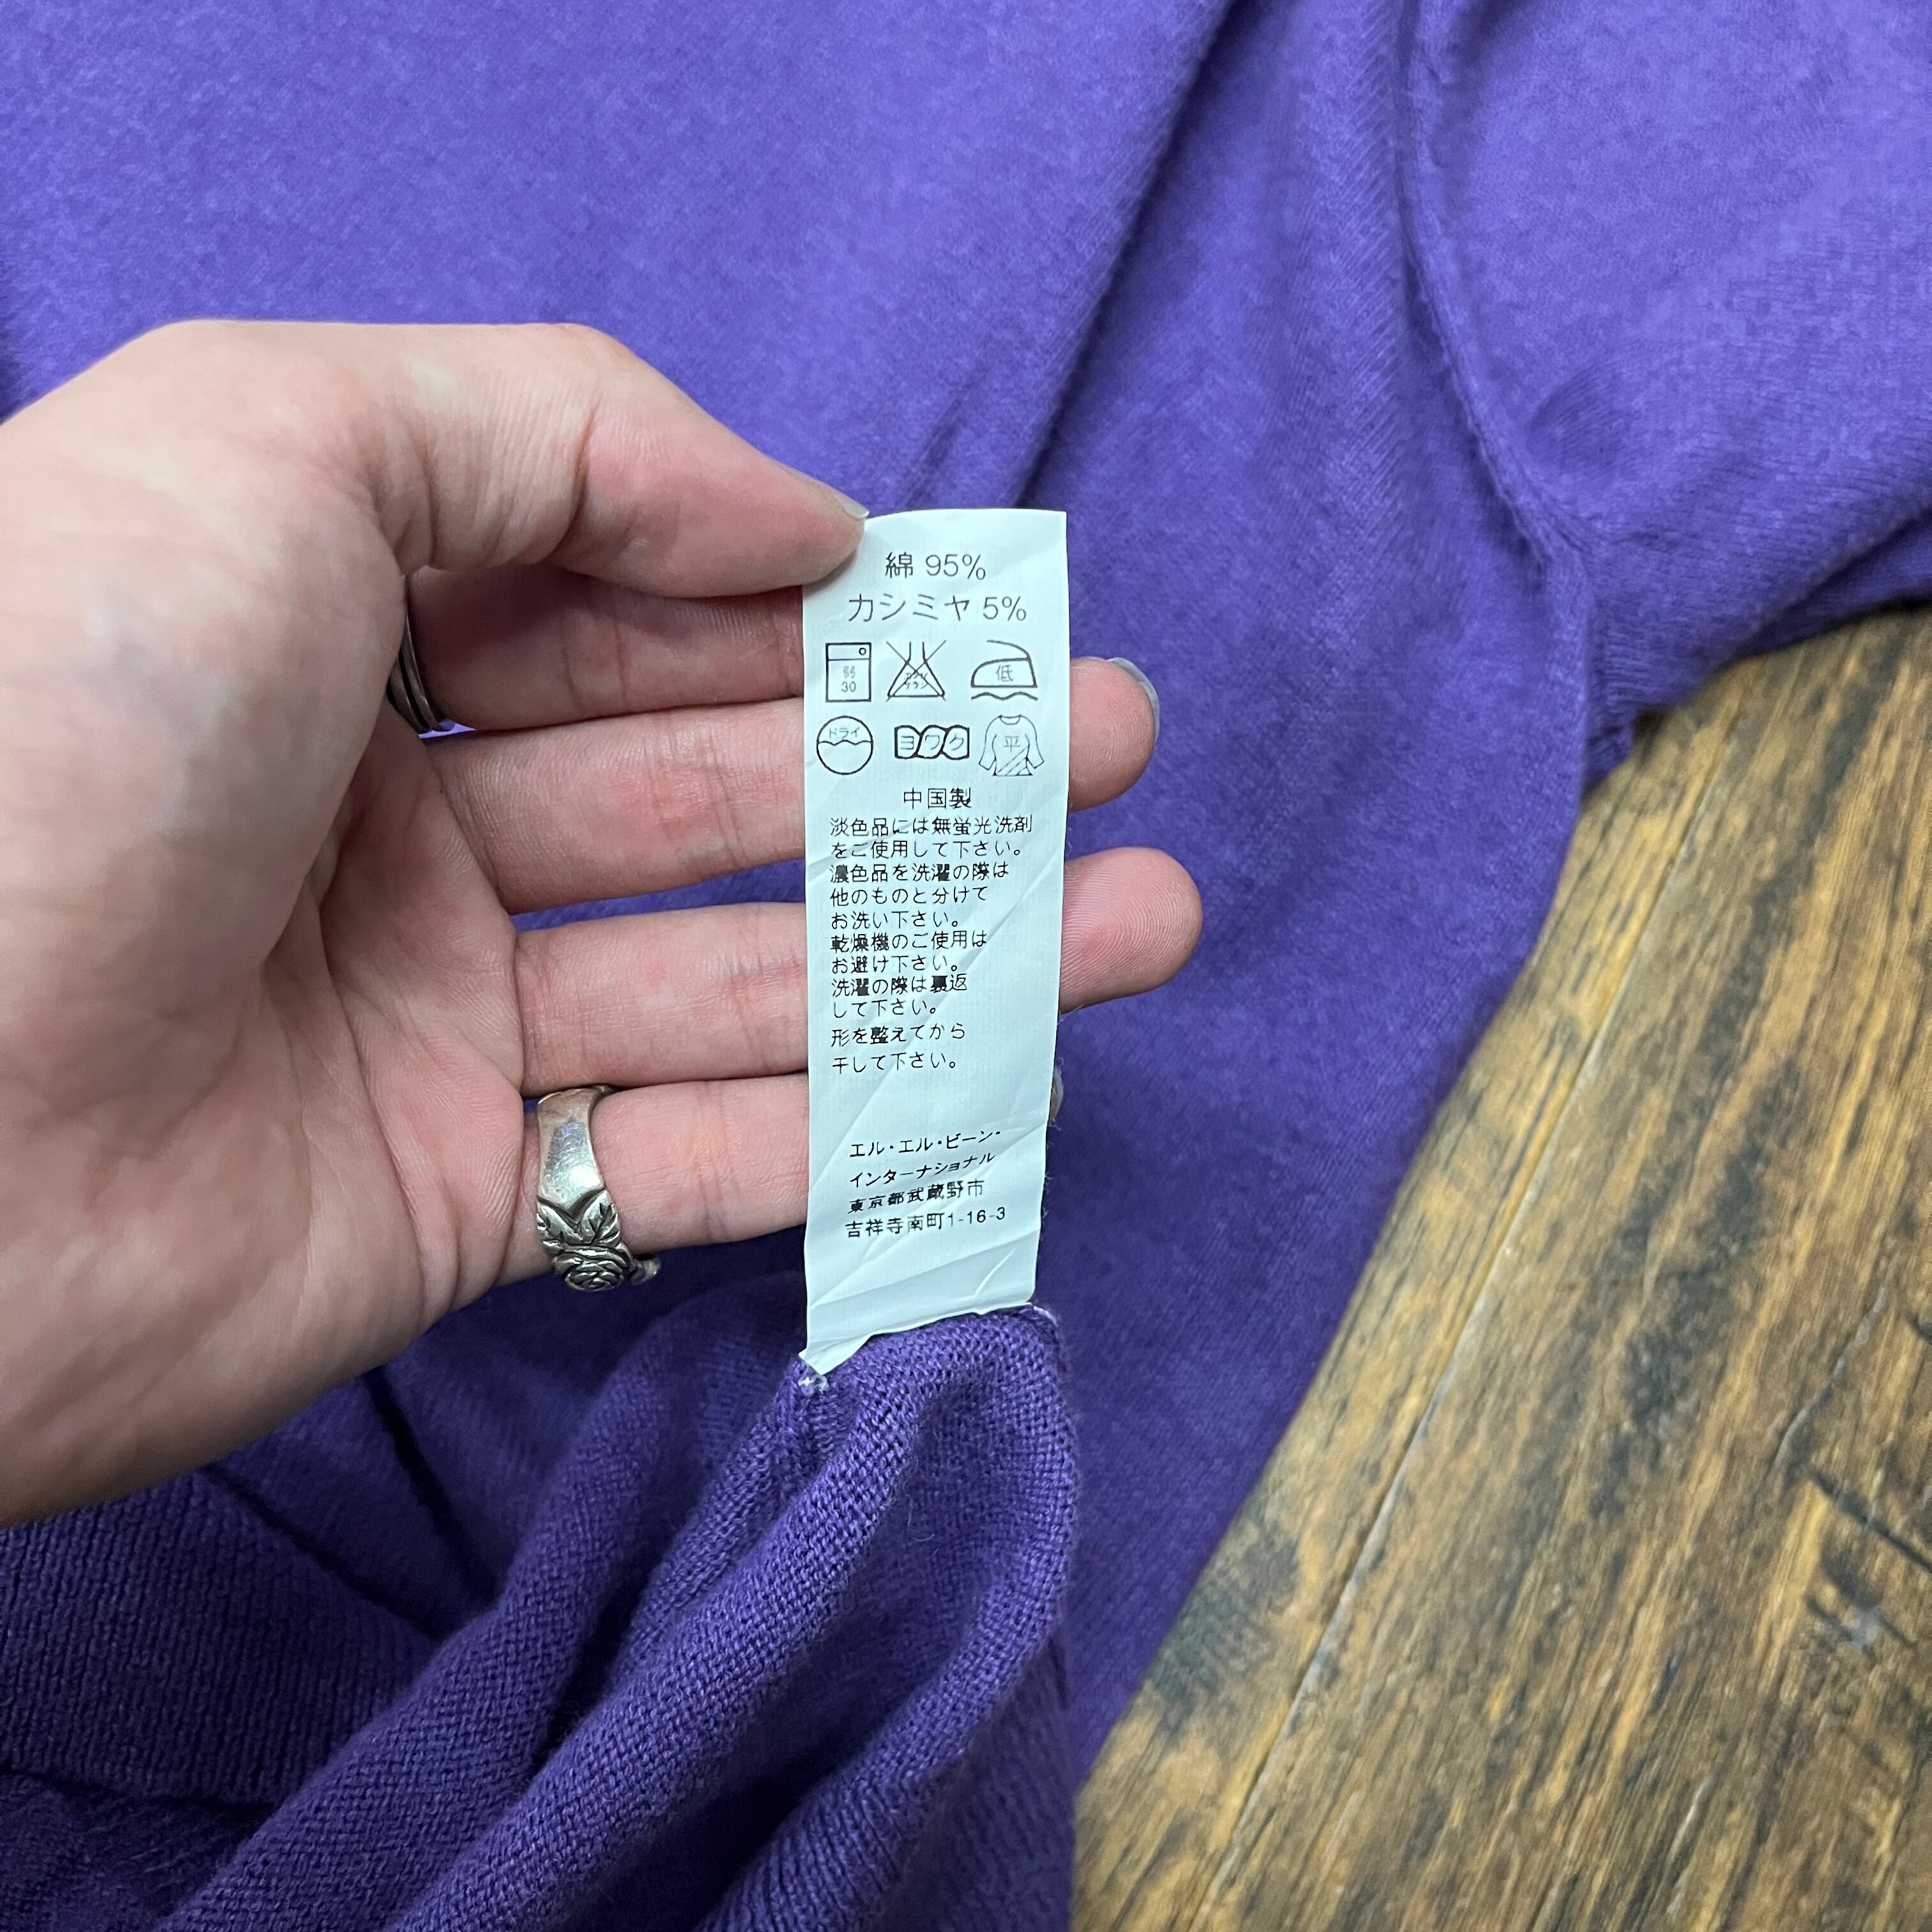 綿 95%
カシミヤ 5%
弱
30
エンソ
サラシ
低
ドライ
ヨワク
平
中国製
淡色品には無蛍光洗剤
をご使用して下さい。
濃色品を洗濯の際は
他のものと分けて
お洗い下さい。
乾燥機のご使用は
お避け下さい。
洗濯の際は裏返
して下さい。
形を整えてから
干して下さい。
エル・エル・ビーン・
インターナショナル
東京都武蔵野市
吉祥寺南町1-16-3